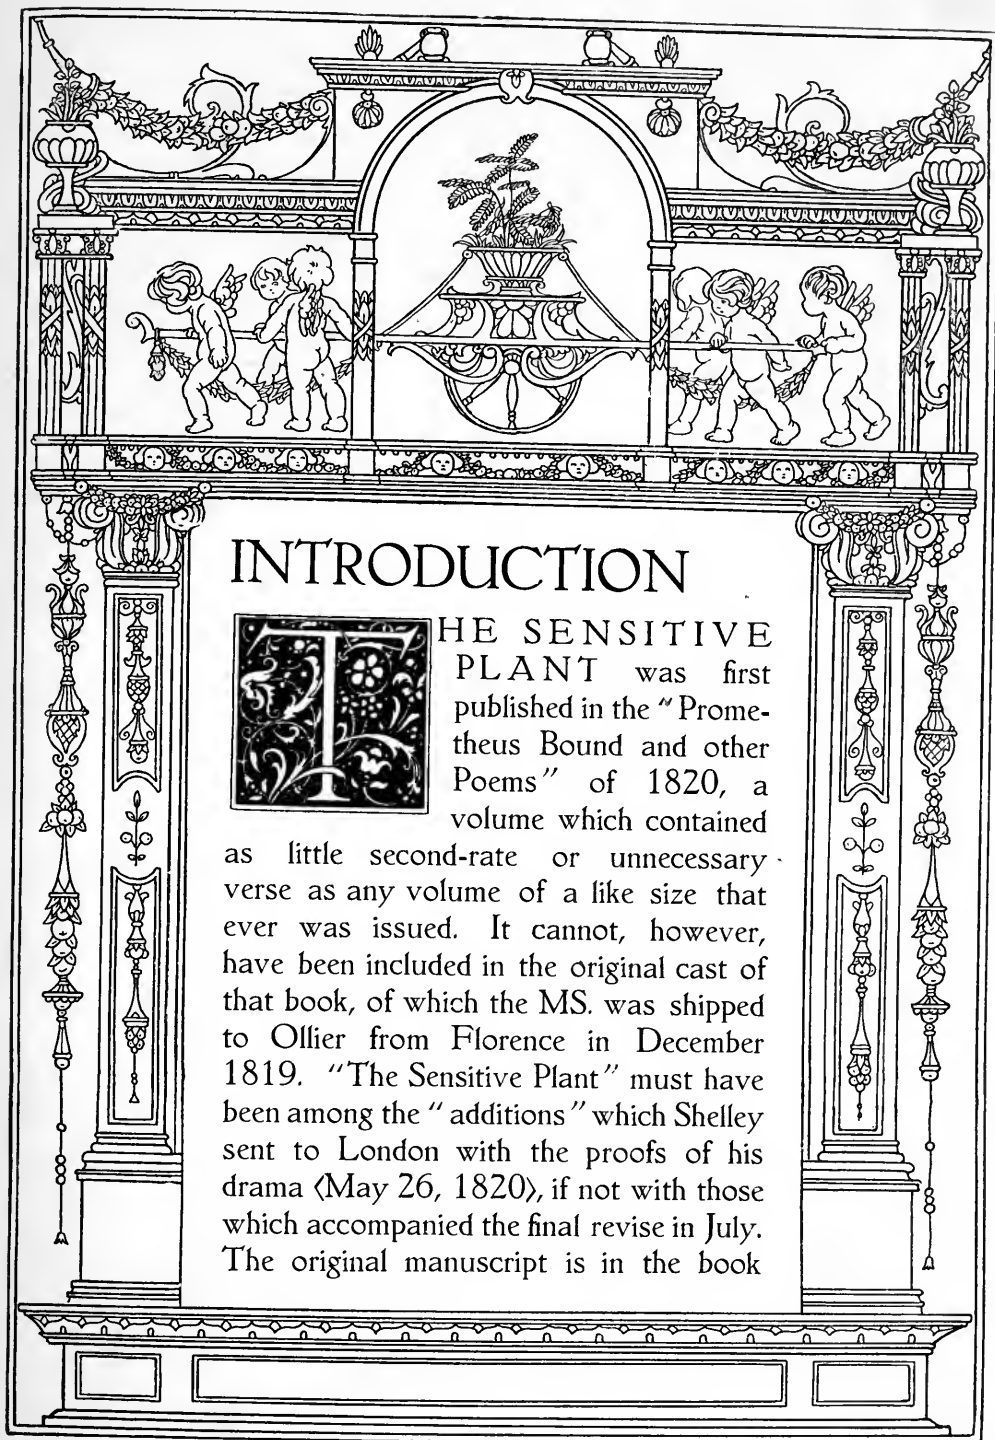 INTRODUCTION
THE SENSITIVE
PLANT was first
published in the "Prome-
theus Bound and other
Poems" of 1820, a
volume which contained
as little second-rate or unnecessary
verse as any volume of a like size that
ever was issued. It cannot, however,
have been included in the original cast of
that book, of which the MS. was shipped
to Ollier from Florence in December
1819. "The Sensitive Plant" must have
been among the "additions" which Shelley
sent to London with the proofs of his
drama (May 26, 1820), if not with those
which accompanied the final revise in July.
The original manuscript is in the book